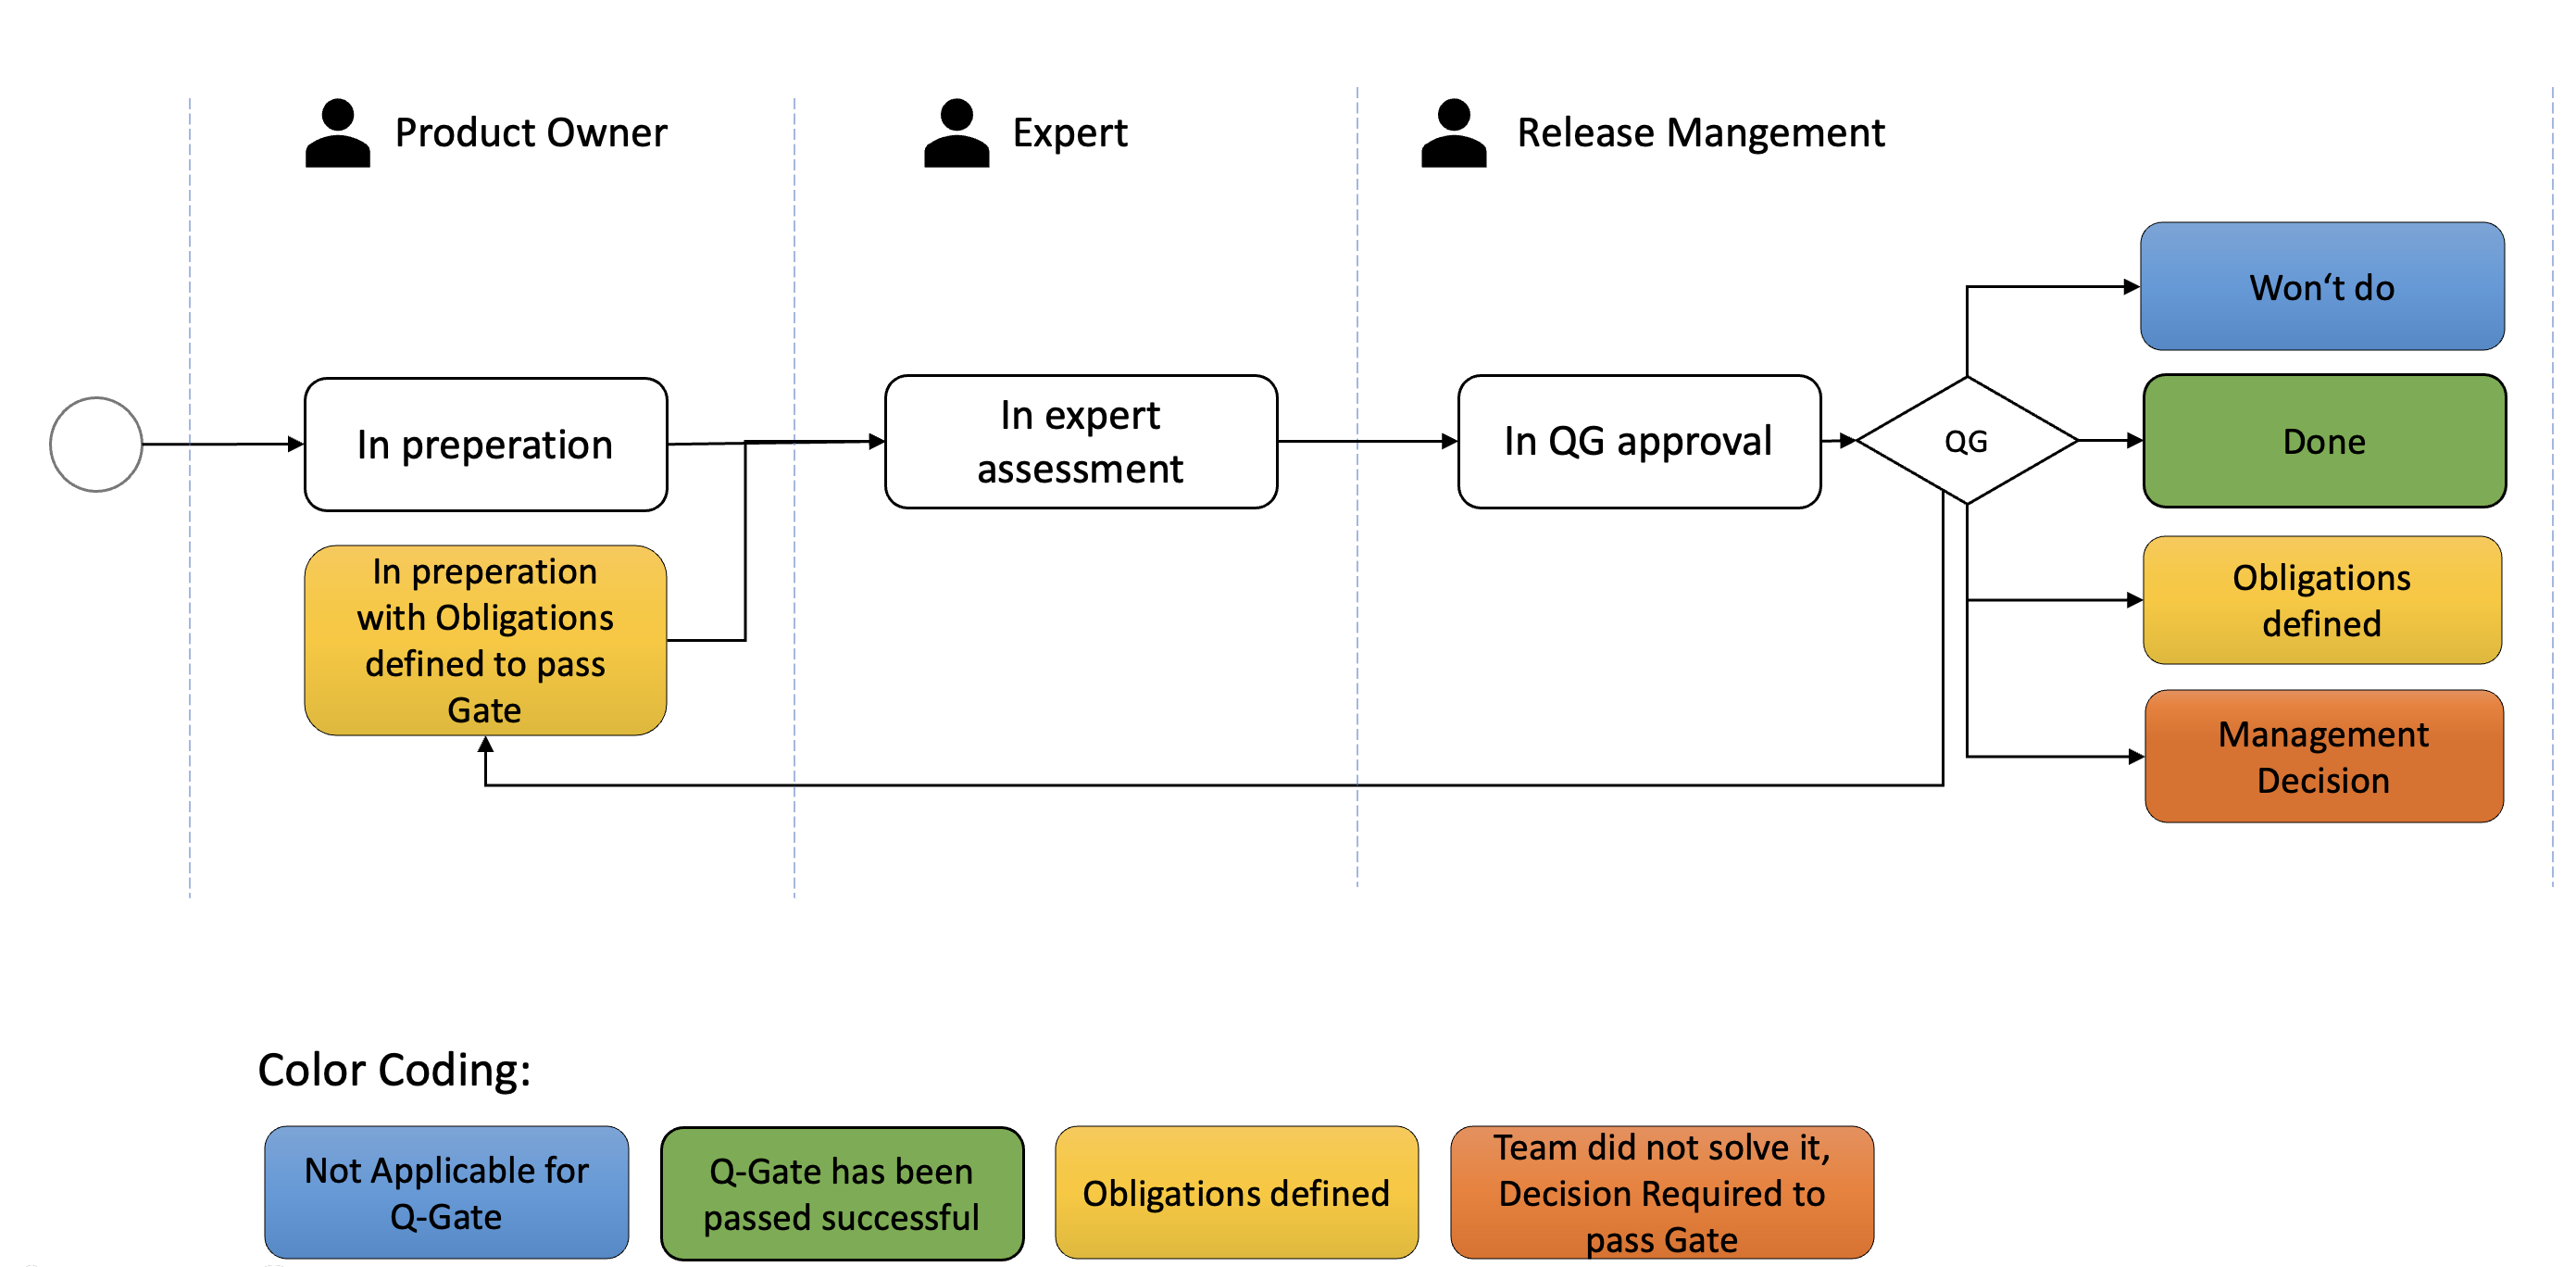 Product Owner
Expert
Release Mangement
Won‘t do
In preperation
In expert
assessment
In QG approval
QG
Done
In preperation
with Obligations
defined to pass
Gate
Obligations
defined
Management
Decision
Color Coding:
Not Applicable for
Q-Gate
Q-Gate has been
passed successful
Obligations defined
Team did not solve it,
Decision Required to
pass Gate